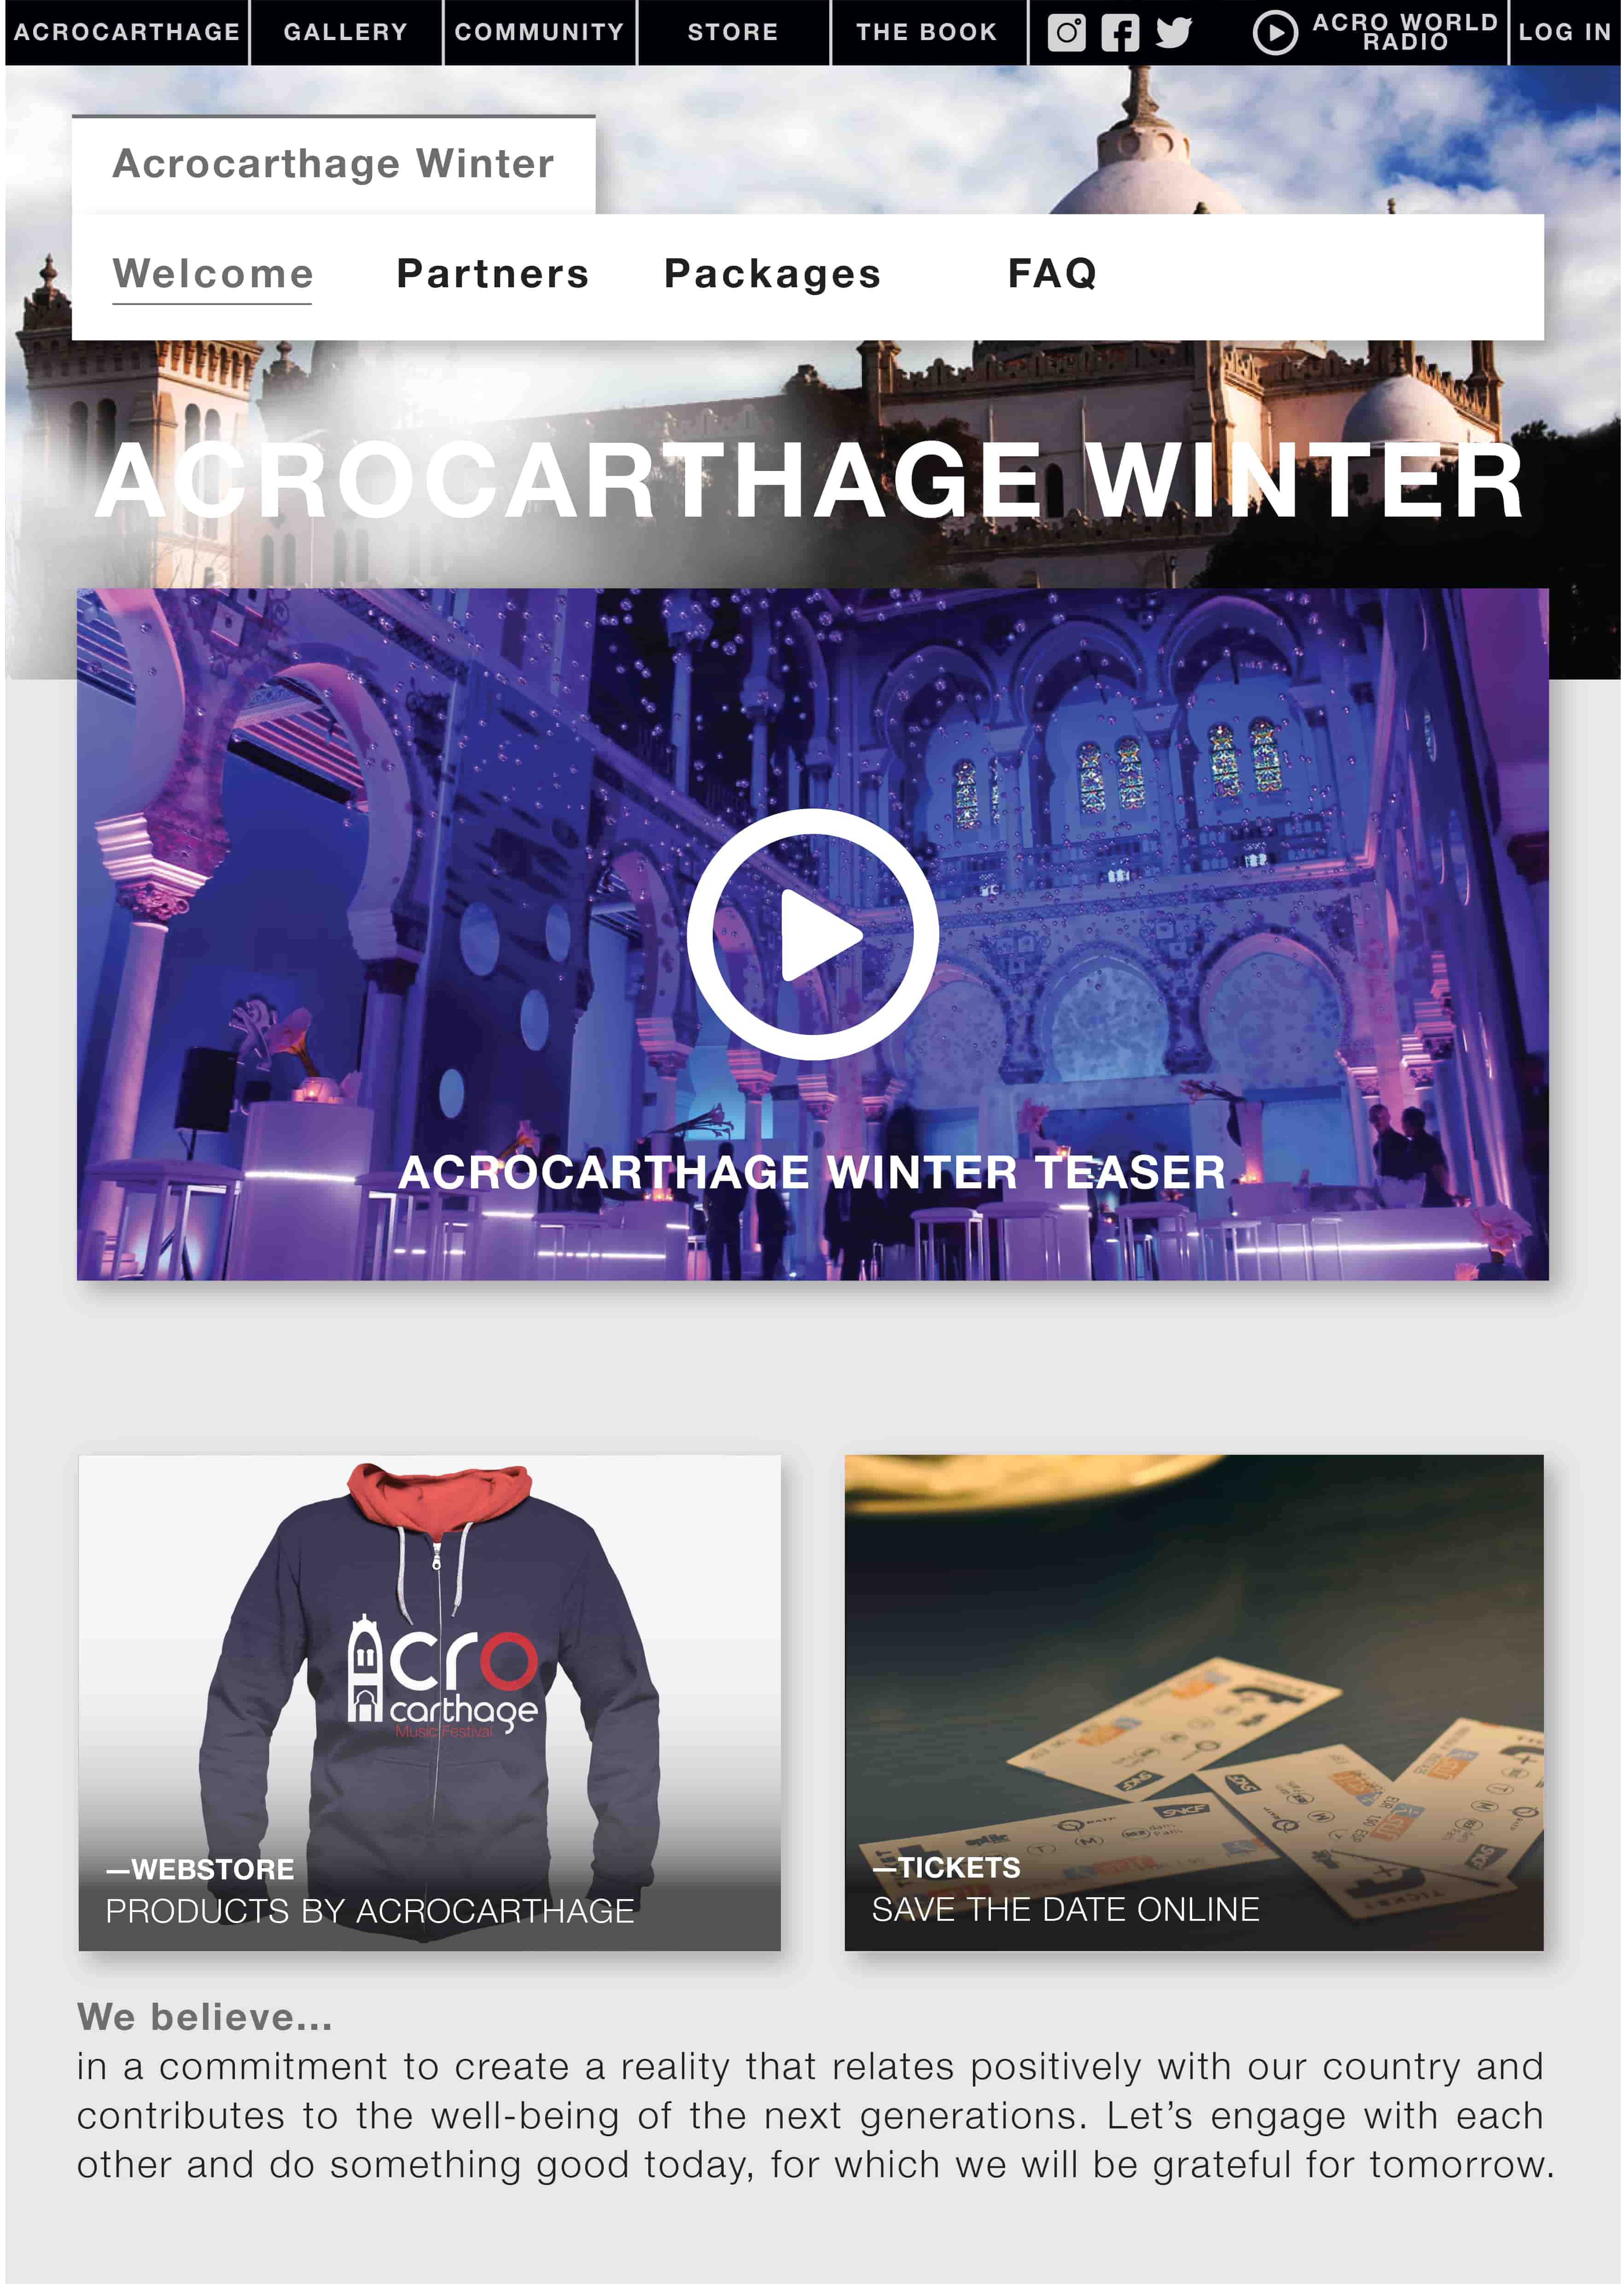 ACROCARTHAGE
GALLERY
COMMUNITY
STORE
THE BOOK
ACRO WORLD
RADIO
LOG IN
Acrocarthage Winter
Welcome
Partners
Packages
FAQ
ACROCARTHAGE WINTER
ACROCARTHAGE WINTER TEASER
acro
carthage
Music Festival
—WEBSTORE
PRODUCTS BY ACROCARTHAGE
SNCF
—TICKETS
SAVE THE DATE ONLINE
We believe...
in a commitment to create a reality that relates positively with our country and
contributes to the well-being of the next generations. Let’s engage with each
other and do something good today, for which we will be grateful for tomorrow.